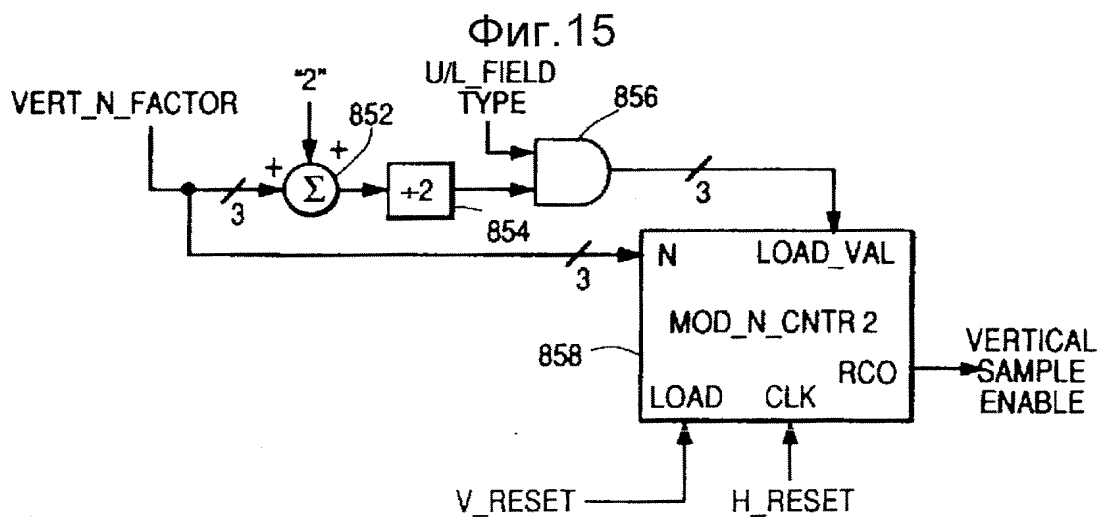 Фиг.15
"2"
U/L_FIELD
TYPE
856
VERT_N_FACTOR
852
+
+
3
Σ
÷2
3
854
3
N
LOAD_VAL
MOD_N_CNTR 2
858
RCO
VERTICAL
SAMPLE
ENABLE
LOAD
CLK
V_RESET
H_RESET